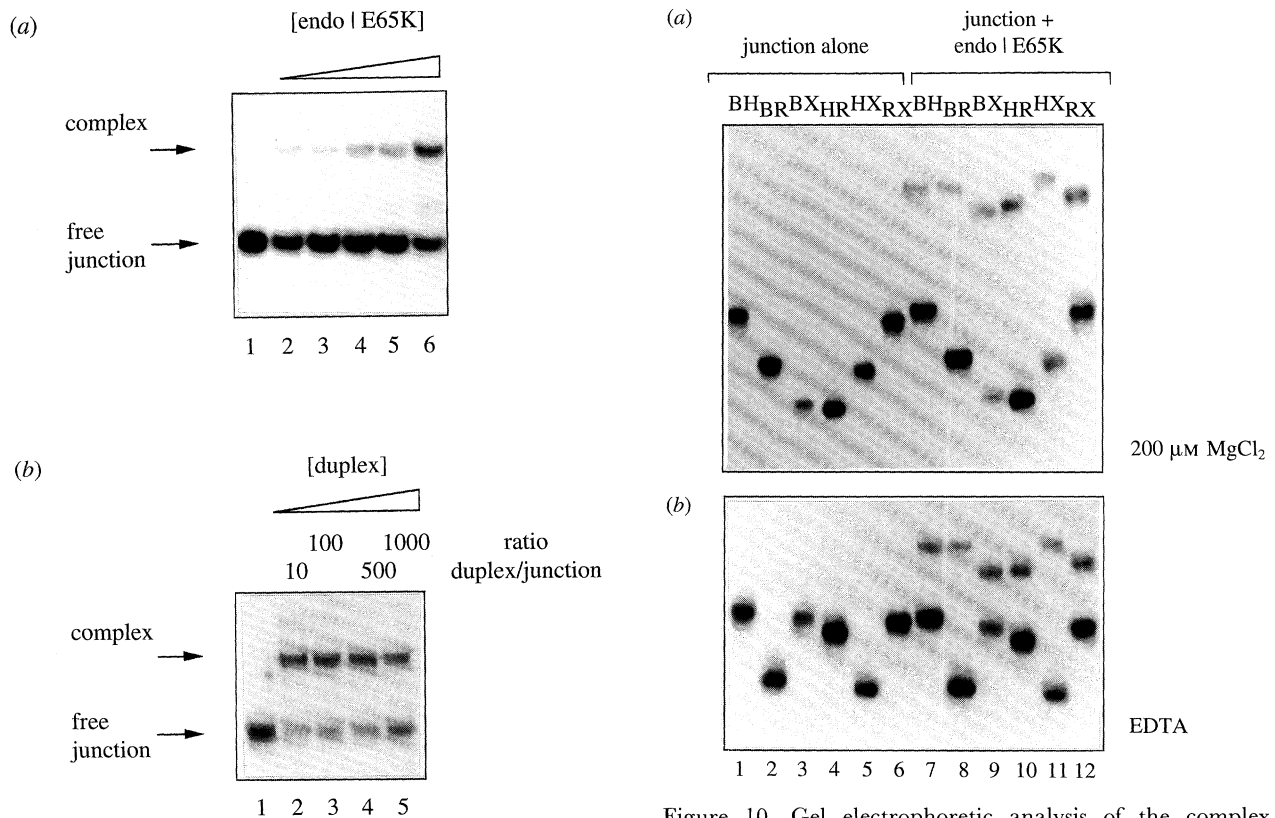 (a)
[endo I E65K]
complex
free
junction
1 2 3 4 5 6
(b)
[duplex]
100 1000 ratio
10 500 duplex/junction
complex
free
junction
1 2 3 4 5
(a)
junction +
junction alone endo I E65K
BH BR BX HR HX RX BH BR BX HR HX RX
200 µM MgCl₂
(b)
EDTA
1 2 3 4 5 6 7 8 9 10 11 12
Figure 10. Gel electrophoretic analysis of the complex